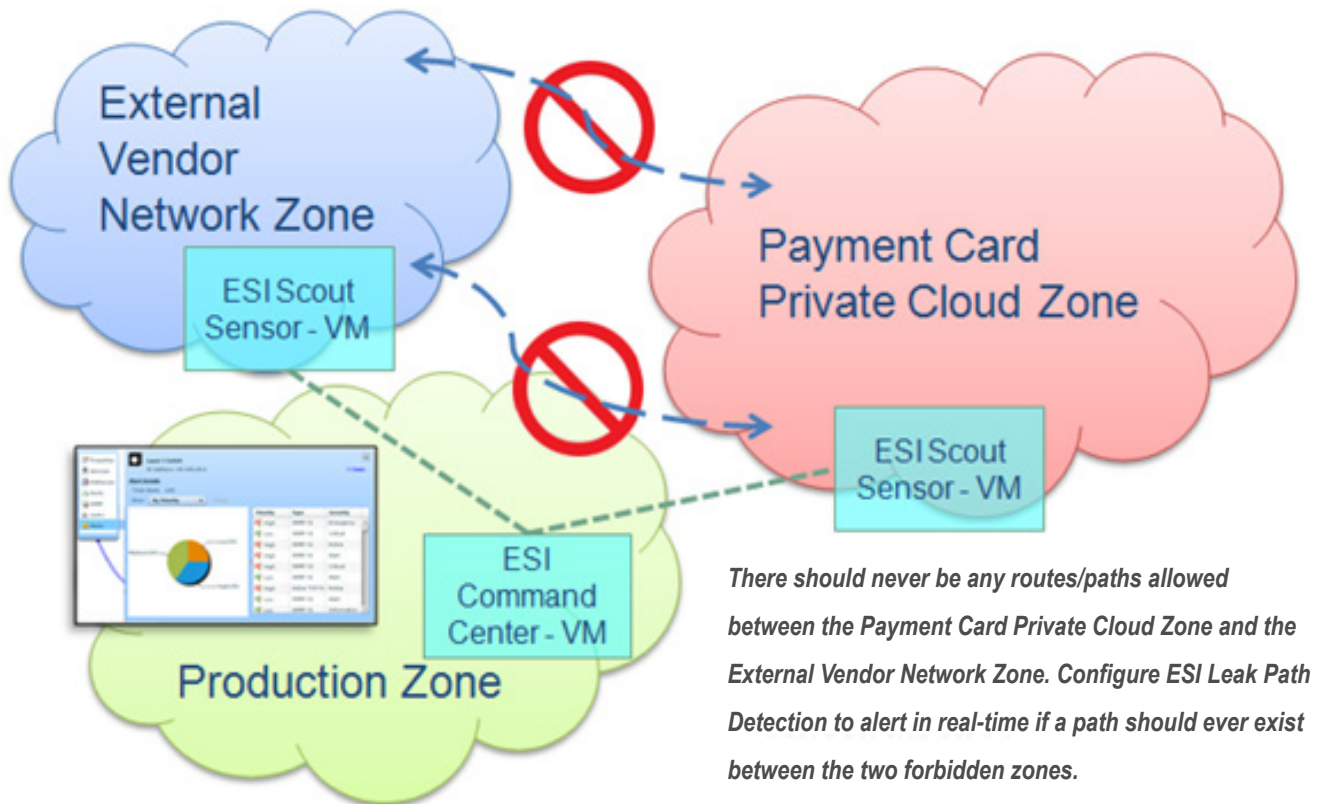 External
Vendor
Network Zone
ESI Scout
Sensor - VM
Payment Card
Private Cloud Zone
ESI Scout
Sensor - VM
ESI
Command
Center - VM
Production Zone
There should never be any routes/paths allowed
between the Payment Card Private Cloud Zone and the
External Vendor Network Zone. Configure ESI Leak Path
Detection to alert in real-time if a path should ever exist
between the two forbidden zones.